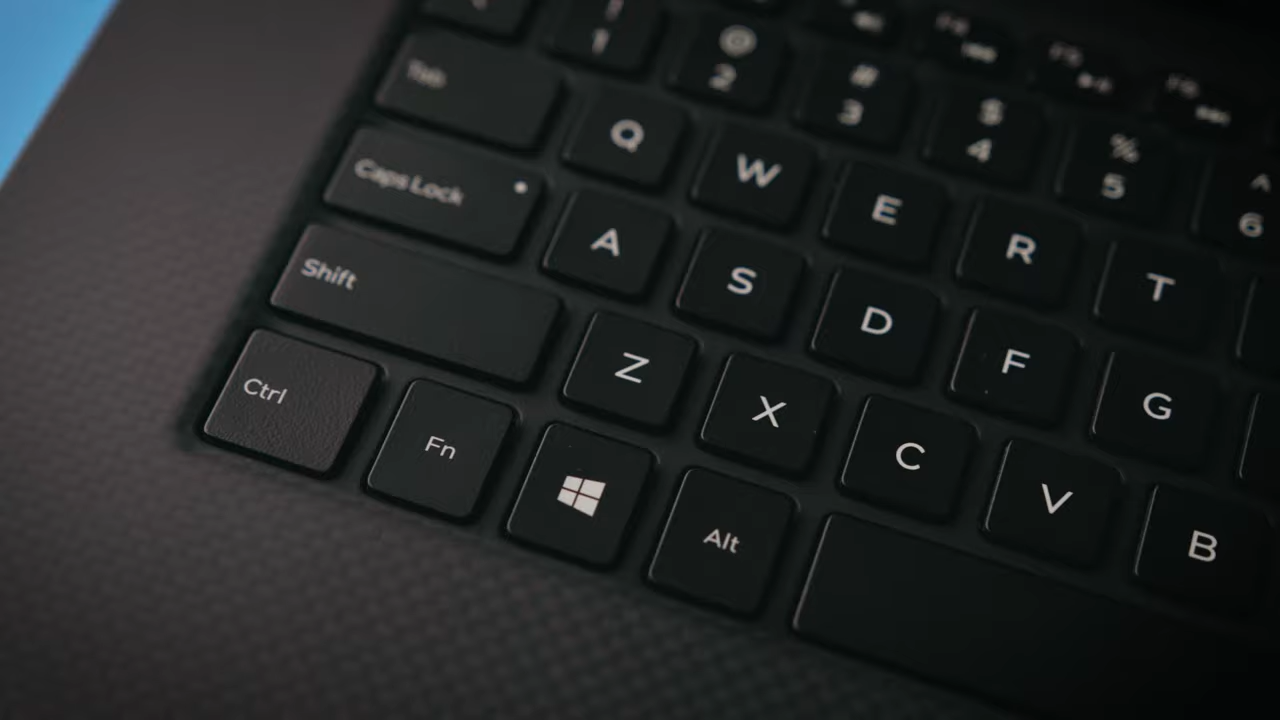 ! @ # $ % ^
1 2 3 4 5 6
Tab Q W E R T
Caps Lock A S D F G
Shift Z X C V B
Ctrl Fn Alt